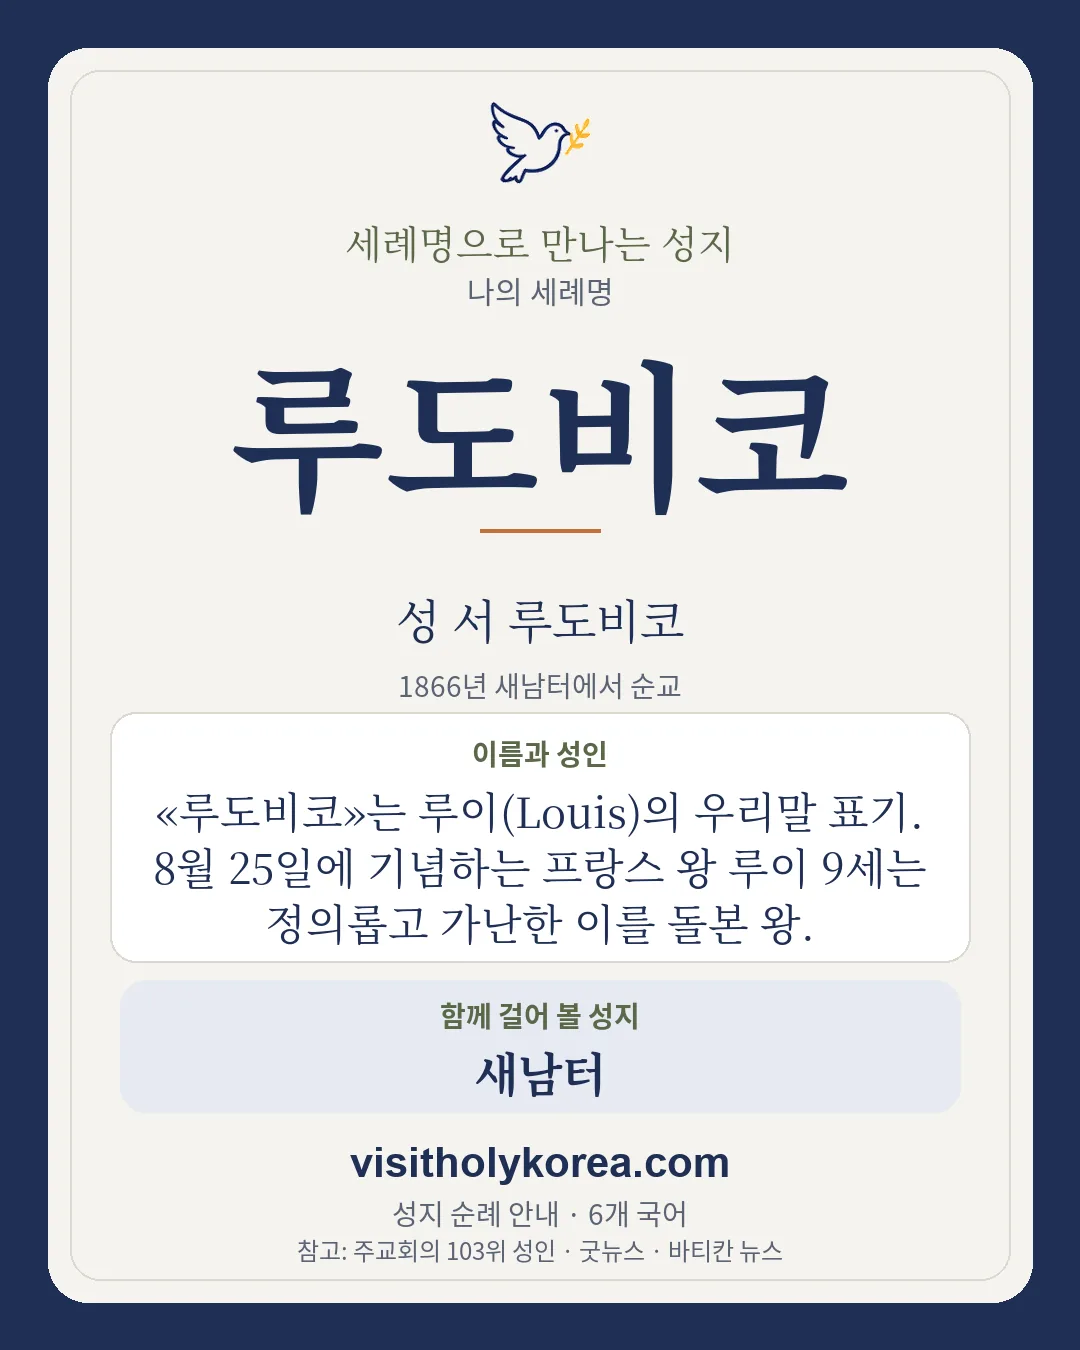 세례명으로 만나는 성지
나의 세례명
루도비코
성 서 루도비코
1866년 새남터에서 순교
이름과 성인
«루도비코»는 루이(Louis)의 우리말 표기.
8월 25일에 기념하는 프랑스 왕 루이 9세는
정의롭고 가난한 이를 돌본 왕.
함께 걸어 볼 성지
새남터
visitholykorea.com
성지 순례 안내 · 6개 국어
참고: 주교회의 103위 성인 · 굿뉴스 · 바티칸 뉴스